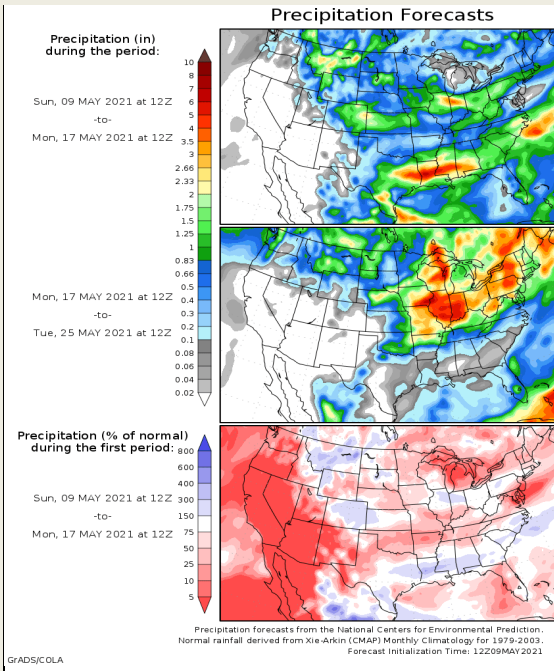 Precipitation Forecasts
Precipitation (in)
during the period:
Sun, 09 MAY 2021 at 12Z
-to-
Mon, 17 MAY 2021 at 12Z
10
8
7
6
5
4
3.5
3
2.66
2.33
2
1.75
1.5
1.25
1
0.83
0.66
0.5
0.4
0.3
0.2
0.1
0.08
0.06
0.04
0.02
Mon, 17 MAY 2021 at 12Z
-to-
Tue, 25 MAY 2021 at 12Z
Precipitation (% of normal)
during the first period:
Sun, 09 MAY 2021 at 12Z
-to-
Mon, 17 MAY 2021 at 12Z
800
600
400
300
150
75
50
25
10
5
Precipitation forecasts from the National Centers for Environmental Prediction.
Normal rainfall derived from Xie-Arkin (CMAP) Monthly Climatology for 1979-2003.
Forecast Initialization Time: 12Z09MAY2021
GrADS/COLA